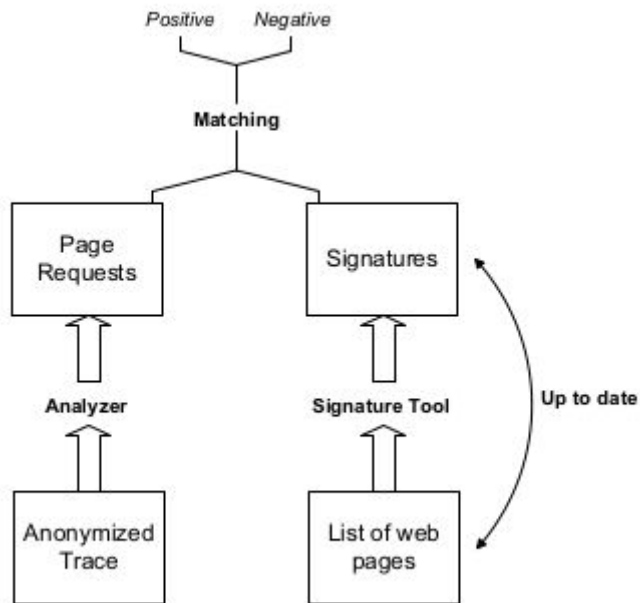 Positive Negative
Matching
Page
Requests
Signatures
Analyzer
Signature Tool
Up to date
Anonymized
Trace
List of web
pages